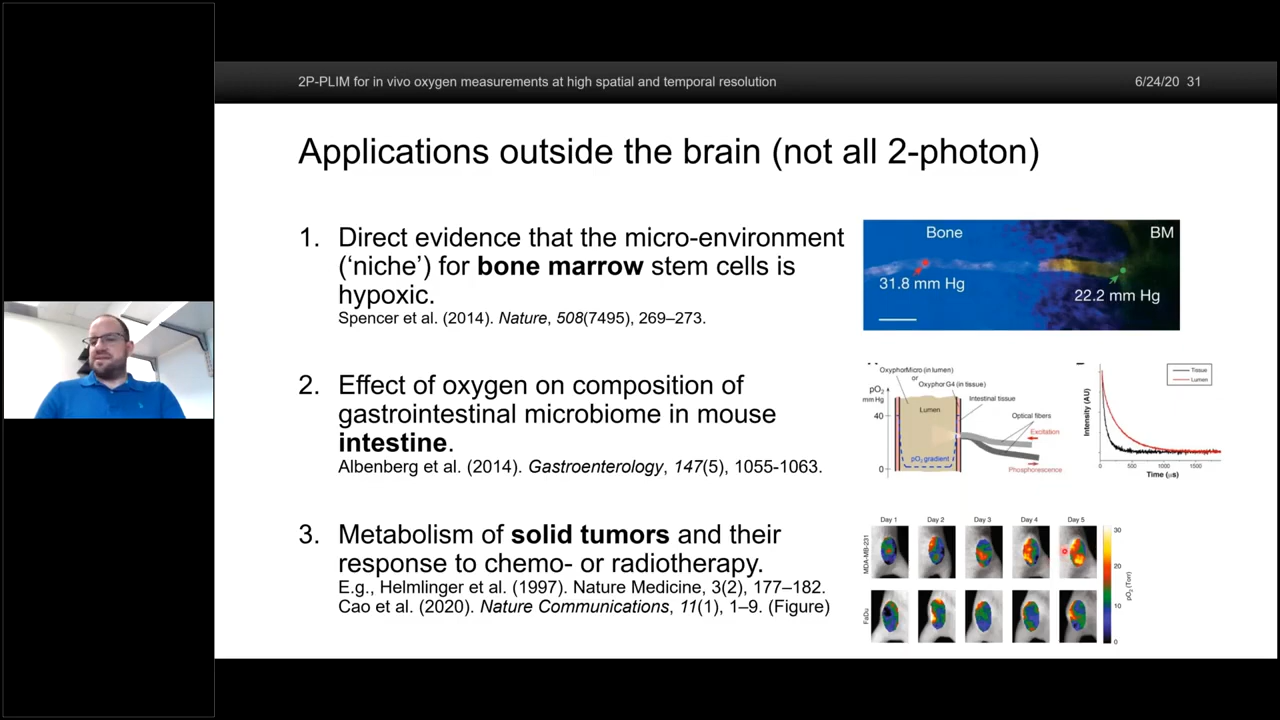 2P-PLIM for in vivo oxygen measurements at high spatial and temporal resolution
6/24/20 31
Applications outside the brain (not all 2-photon)
1. Direct evidence that the micro-environment
(‘niche’) for bone marrow stem cells is
hypoxic.
Spencer et al. (2014). Nature, 508(7495), 269–273.
Bone
BM
31.8 mm Hg
22.2 mm Hg
2. Effect of oxygen on composition of
gastrointestinal microbiome in mouse
intestine.
Albenberg et al. (2014). Gastroenterology, 147(5), 1055-1063.
OxyphorMicro (in lumen)
or
Oxyphor G4 (in tissue)
pO2
mm Hg
Intestinal tissue
Lumen
40
Optical fibers
Excitation
pO2 gradient
0
Phosphorescence
Tissue
Lumen
Intensity (AU)
0 500 1000 1500
Time (μs)
3. Metabolism of solid tumors and their
response to chemo- or radiotherapy.
E.g., Helmlinger et al. (1997). Nature Medicine, 3(2), 177–182.
Cao et al. (2020). Nature Communications, 11(1), 1–9. (Figure)
Day 1 Day 2 Day 3 Day 4 Day 5
MDA-MB-231
FaDu
30
20
10
0
pO2 (Torr)